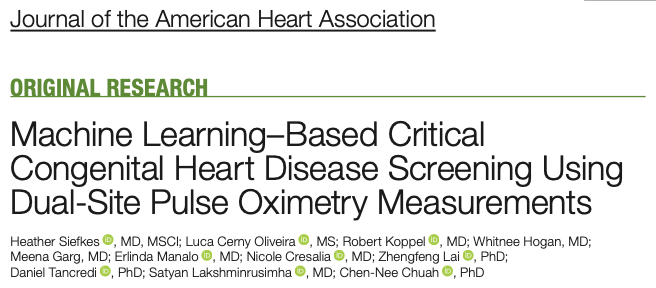 Journal of the American Heart Association
ORIGINAL RESEARCH
Machine Learning–Based Critical
Congenital Heart Disease Screening Using
Dual-Site Pulse Oximetry Measurements
Heather Siefkes, MD, MSCI; Luca Cerny Oliveira, MS; Robert Koppel, MD; Whitnee Hogan, MD;
Meena Garg, MD; Erlinda Manalo, MD; Nicole Cresalia, MD; Zhengfeng Lai, PhD;
Daniel Tancredi, PhD; Satyan Lakshminrusimha, MD; Chen-Nee Chuah, PhD